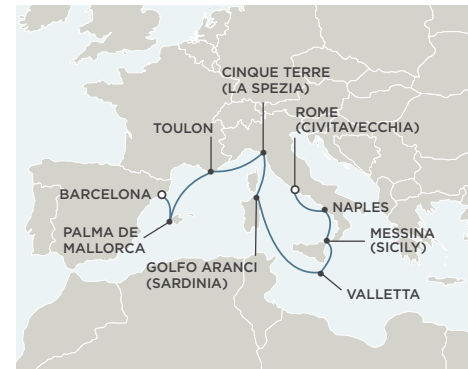 CINQUE TERRE
(LA SPEZIA)
ROME
(CIVITAVECCHIA)
TOULON
BARCELONA
NAPLES
PALMA DE
MALLORCA
MESSINA
(SICILY)
GOLFO ARANCI
(SARDINIA)
VALLETTA